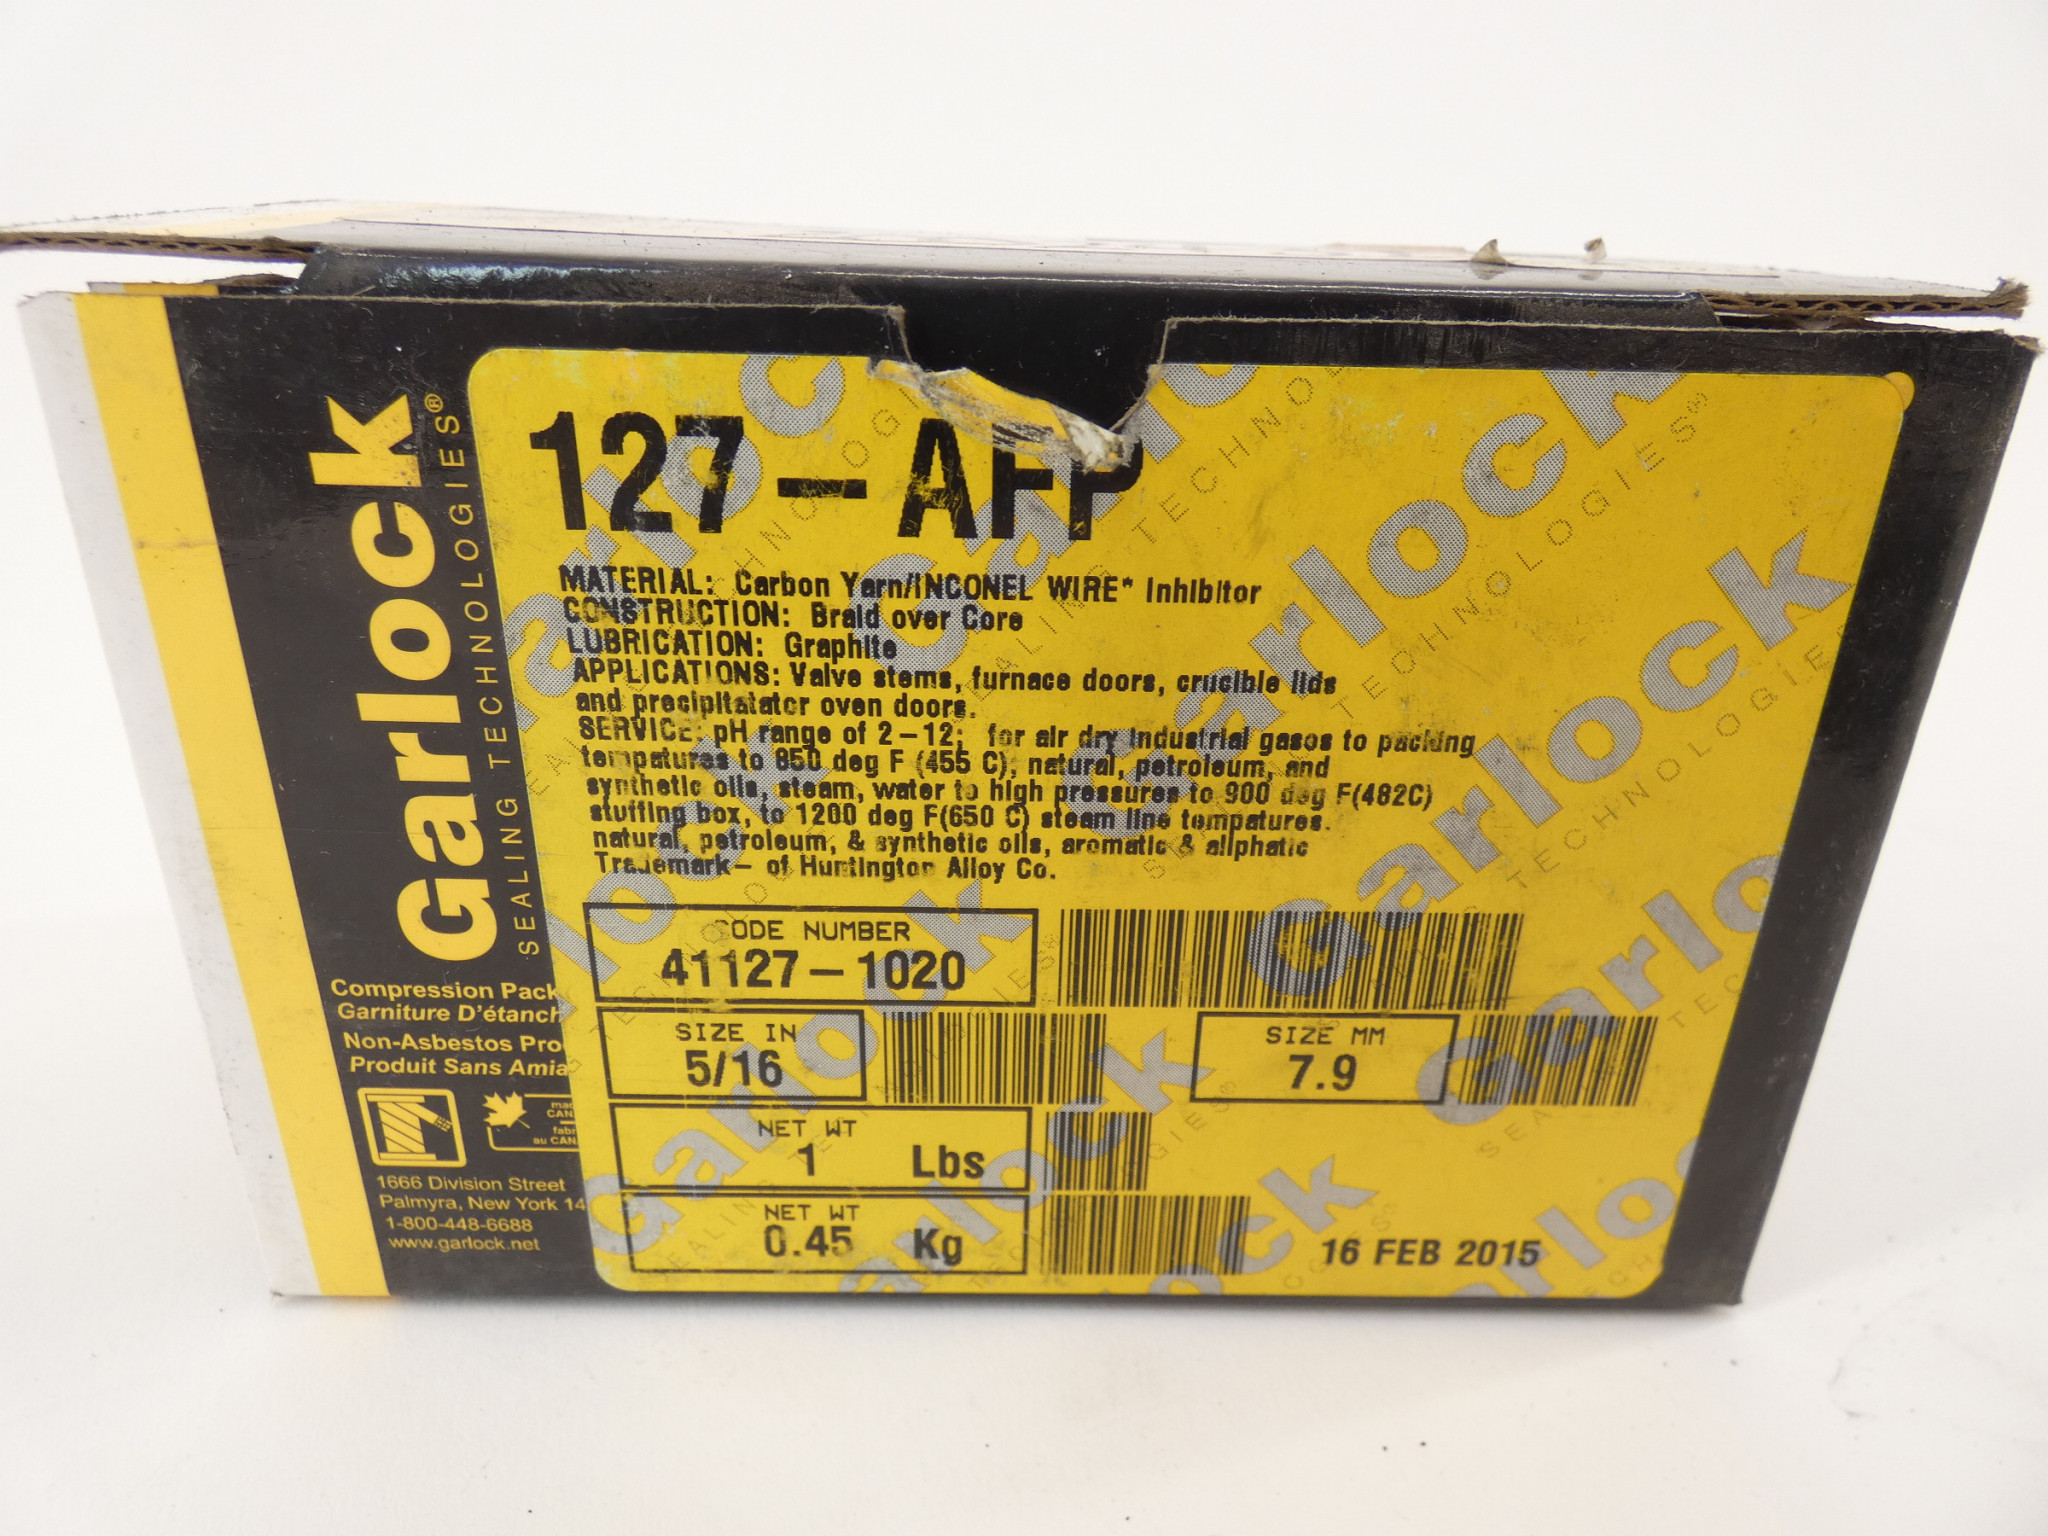 Garlock®
SEALING TECHNOLOGIES
Compression Pack
Garniture D'étanch
Non-Asbestos Pro
Produit Sans Amia
1666 Division Street
Palmyra, New York 14
1-800-448-6688
www.garlock.net
127-AFP
MATERIAL: Carbon Yarn/INCONEL WIRE* Inhibitor
CONSTRUCTION: Braid over Core
LUBRICATION: Graphite
APPLICATIONS: Valve stems, furnace doors, crucible lids
and precipitatator oven doors.
SERVICE: pH range of 2-12; for air dry industrial gases to packing
tempatures to 850 deg F (455 C), natural, petroleum, and
synthetic oils, steam, water to high pressures to 900 deg F(482C)
stuffing box, to 1200 deg F(650 C) steam line tempatures.
natural, petroleum, & synthetic oils, aromatic & aliphatic
Trademark- of Huntington Alloy Co.
CODE NUMBER
41127-1020
SIZE IN
5/16
SIZE MM
7.9
NET WT
1 Lbs
NET WT
0.45 Kg
16 FEB 2015